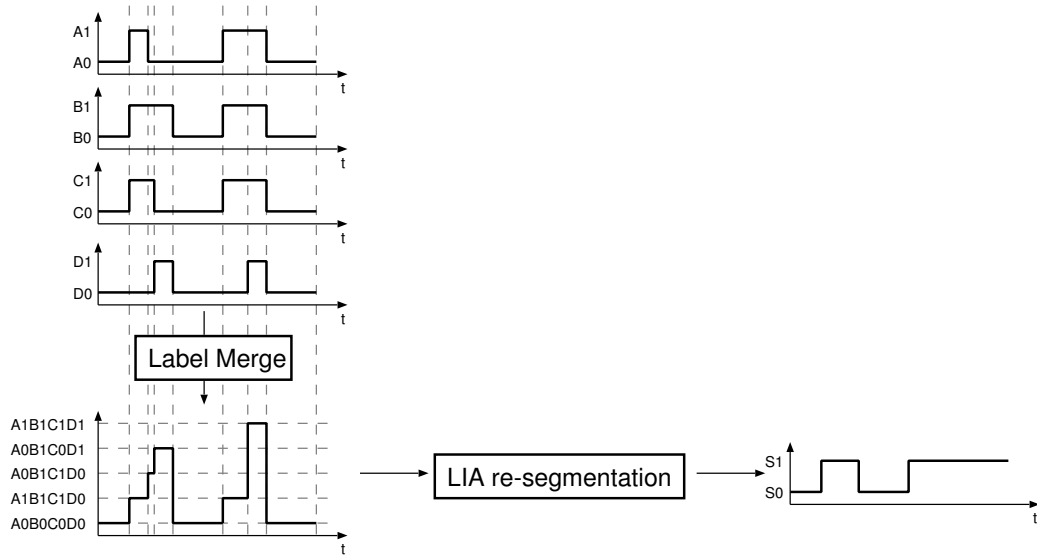 A1
A0
t
B1
B0
t
C1
C0
t
D1
D0
t
Label Merge
A1B1C1D1
A0B1C0D1
A0B1C1D0
A1B1C1D0
A0B0C0D0
t
LIA re-segmentation
S1
S0
t